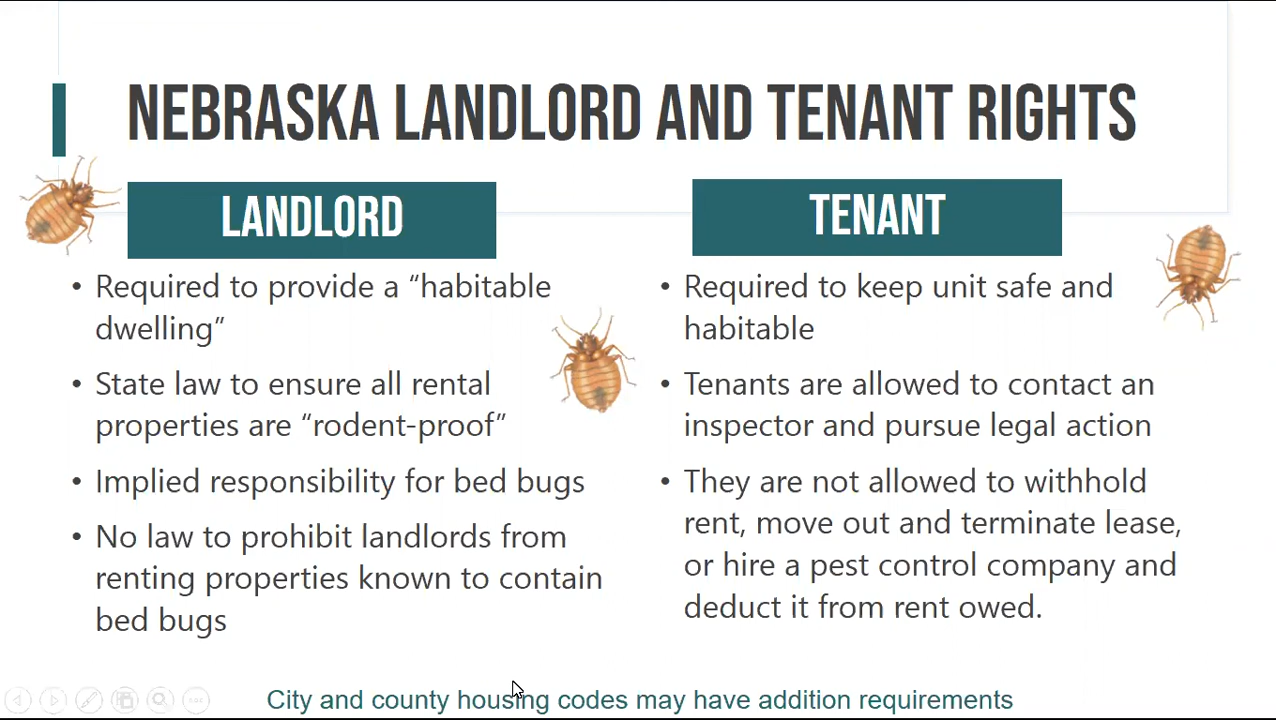 NEBRASKA LANDLORD AND TENANT RIGHTS
LANDLORD
• Required to provide a “habitable
dwelling”
• State law to ensure all rental
properties are “rodent-proof”
• Implied responsibility for bed bugs
• No law to prohibit landlords from
renting properties known to contain
bed bugs
TENANT
• Required to keep unit safe and
habitable
• Tenants are allowed to contact an
inspector and pursue legal action
• They are not allowed to withhold
rent, move out and terminate lease,
or hire a pest control company and
deduct it from rent owed.
City and county housing codes may have addition requirements